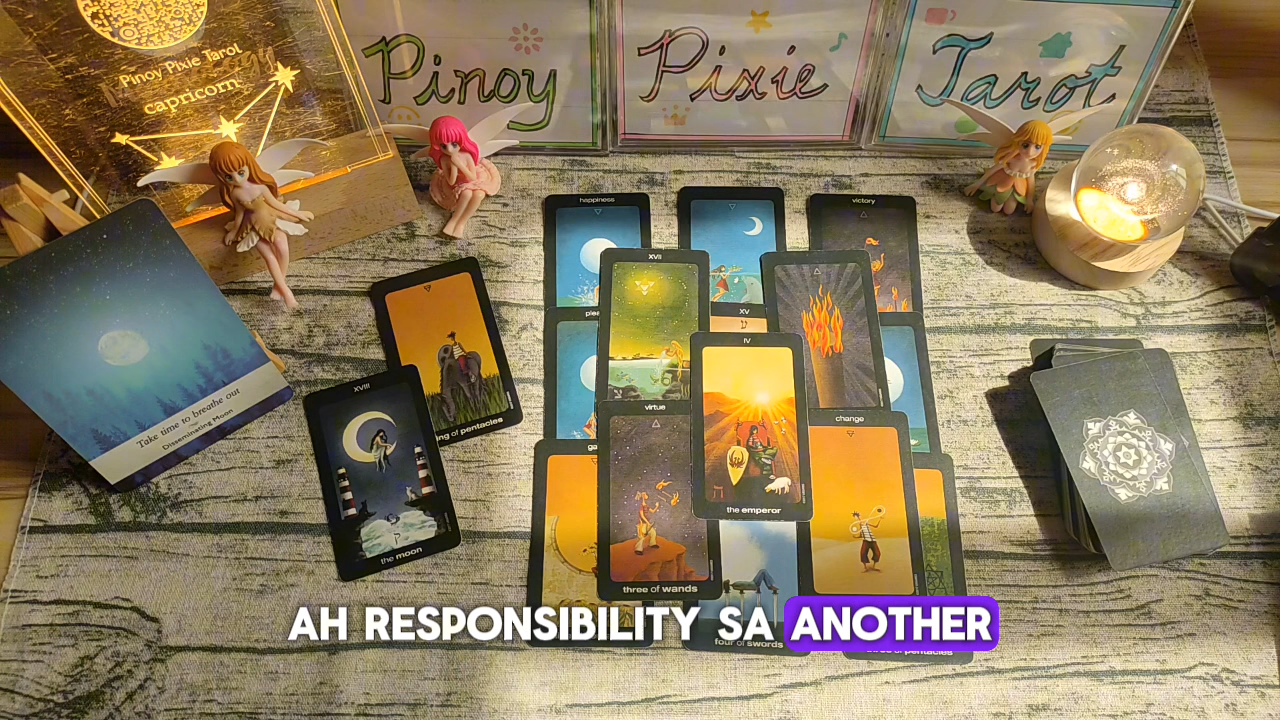 Pinoy Pixie Tarot
capricorn
Pinoy
Pixie
Tarot
Take time to breathe out
Disseminating Moon
XVIII
the moon
of pentacles
happiness
victory
XVII
XV
IV
virtue
change
the emperor
three of wands
four of swords
of pentacles
AH RESPONSIBILITY SA ANOTHER